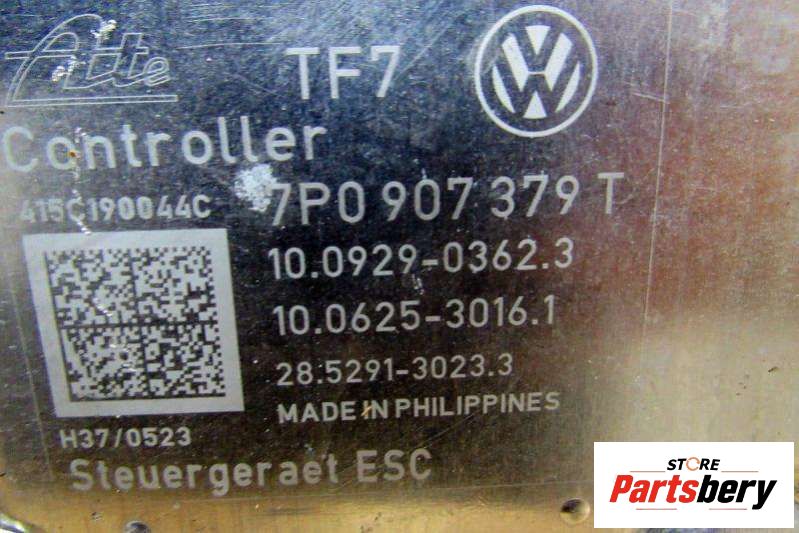 Ate TF7
Controller
415C190044C 7P0 907 379 T
10.0929-0362.3
10.0625-3016.1
28.5291-3023.3
MADE IN PHILIPPINES
H37/0523
Steuergeraet ESC
STORE
Partsbery